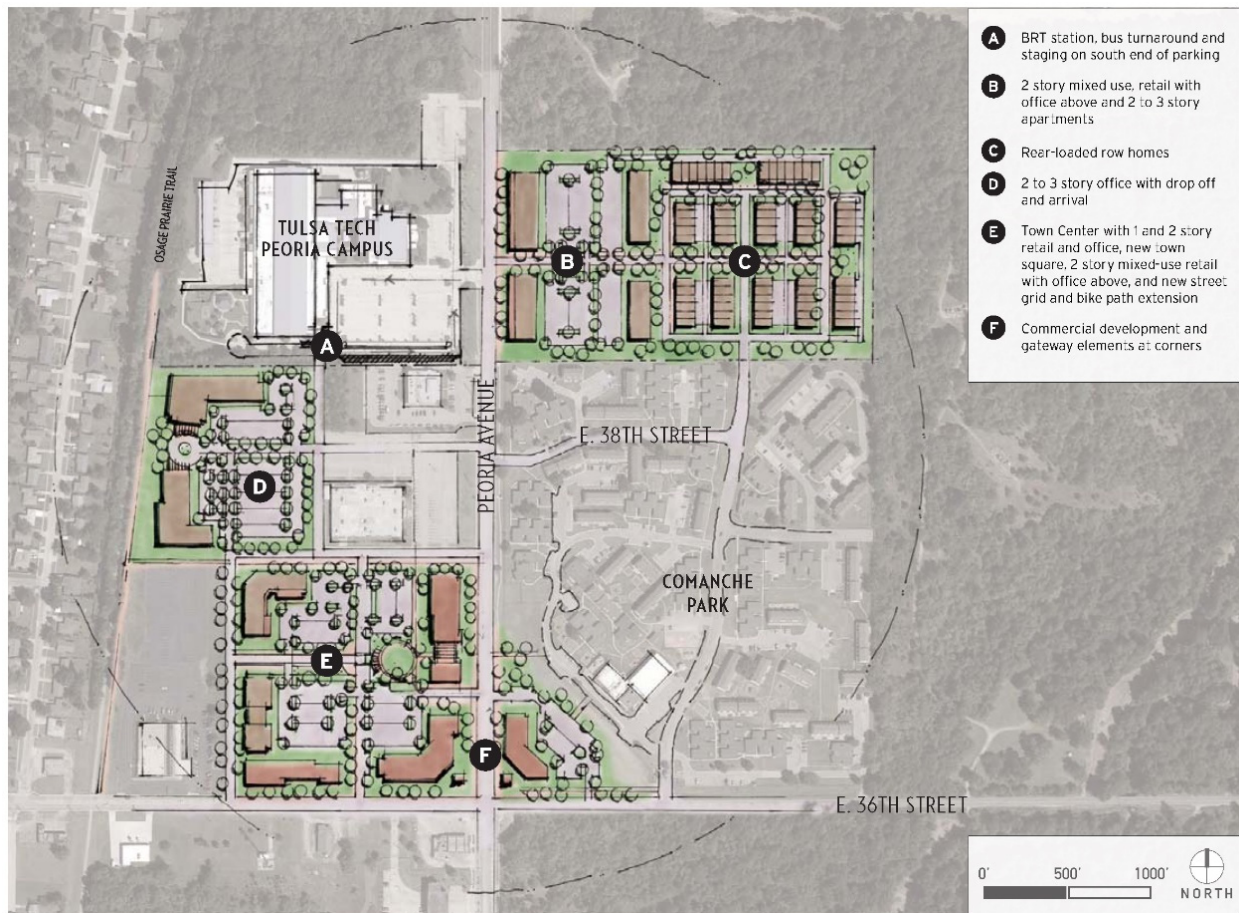 OSAGE PRAIRIE TRAIL
TULSA TECH
PEORIA CAMPUS
B
C
A
PEORIA AVENUE
E. 38TH STREET
D
COMANCHE
PARK
E
F
E. 36TH STREET
A BRT station, bus turnaround and
staging on south end of parking
B 2 story mixed use, retail with
office above and 2 to 3 story
apartments
C Rear-loaded row homes
D 2 to 3 story office with drop off
and arrival
E Town Center with 1 and 2 story
retail and office, new town
square, 2 story mixed-use retail
with office above, and new street
grid and bike path extension
F Commercial development and
gateway elements at corners
0' 500' 1000'
NORTH